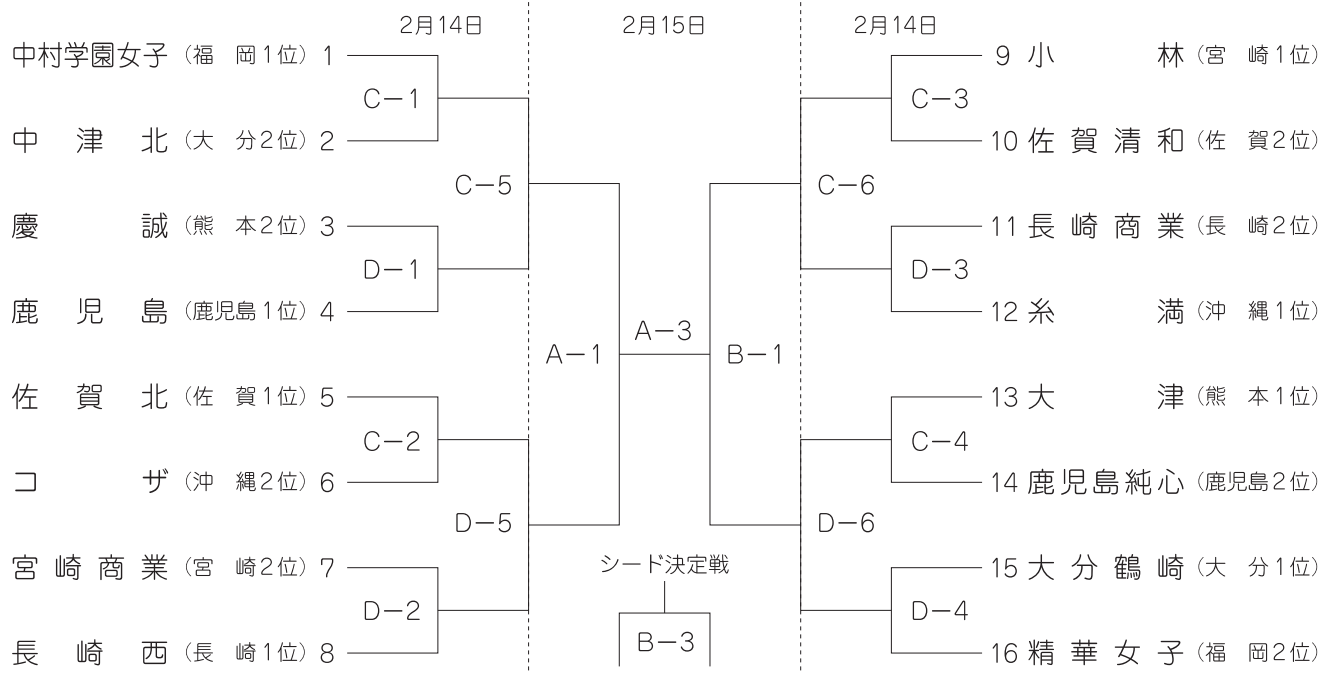 2月14日 2月15日 2月14日
中村学園女子(福 岡1位) 1
C－1
中津北(大 分2位) 2
C－5
慶誠(熊 本2位) 3
D－1
鹿児島(鹿児島1位) 4
A－1
佐賀北(佐 賀1位) 5
C－2
コザ(沖 縄2位) 6
D－5
宮崎商業(宮 崎2位) 7
D－2
長崎西(長 崎1位) 8
A－3
シード決定戦
B－3
9 小林(宮 崎1位)
C－3
10 佐賀清和(佐 賀2位)
C－6
11 長崎商業(長 崎2位)
D－3
12 糸満(沖 縄1位)
B－1
13 大津(熊 本1位)
C－4
14 鹿児島純心(鹿児島2位)
D－6
15 大分鶴崎(大 分1位)
D－4
16 精華女子(福 岡2位)